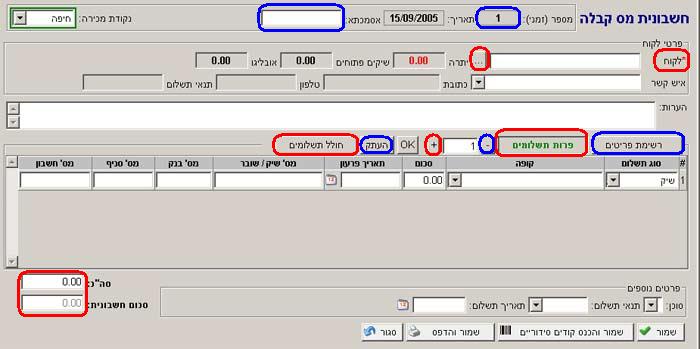 חשבונית מס קבלה מספר (זמני): 1 תאריך: 15/09/2005 אסמכתא: נקודת מכירה: חיפה
פרטי לקוח
*לקוח ... יתרה 0.00 שיקים פתוחים 0.00 אובליגו 0.00
איש קשר כתובת טלפון תנאי תשלום
הערות:
רשימת פריטים פרות תשלומים - 1 + OK העתק חולל תשלומים
# סוג תשלום קופה סכום תאריך פרעון מס' שיק / שובר מס' בנק מס' סניף מס' חשבון
1 שיק 0.00 12
סה"כ: 0.00
פרטים נוספים
סוכן: תנאי תשלום: תאריך תשלום: 12 סכום חשבונית: 0.00
שמור שמור והכנס קודים סידוריים שמור והדפס סגור